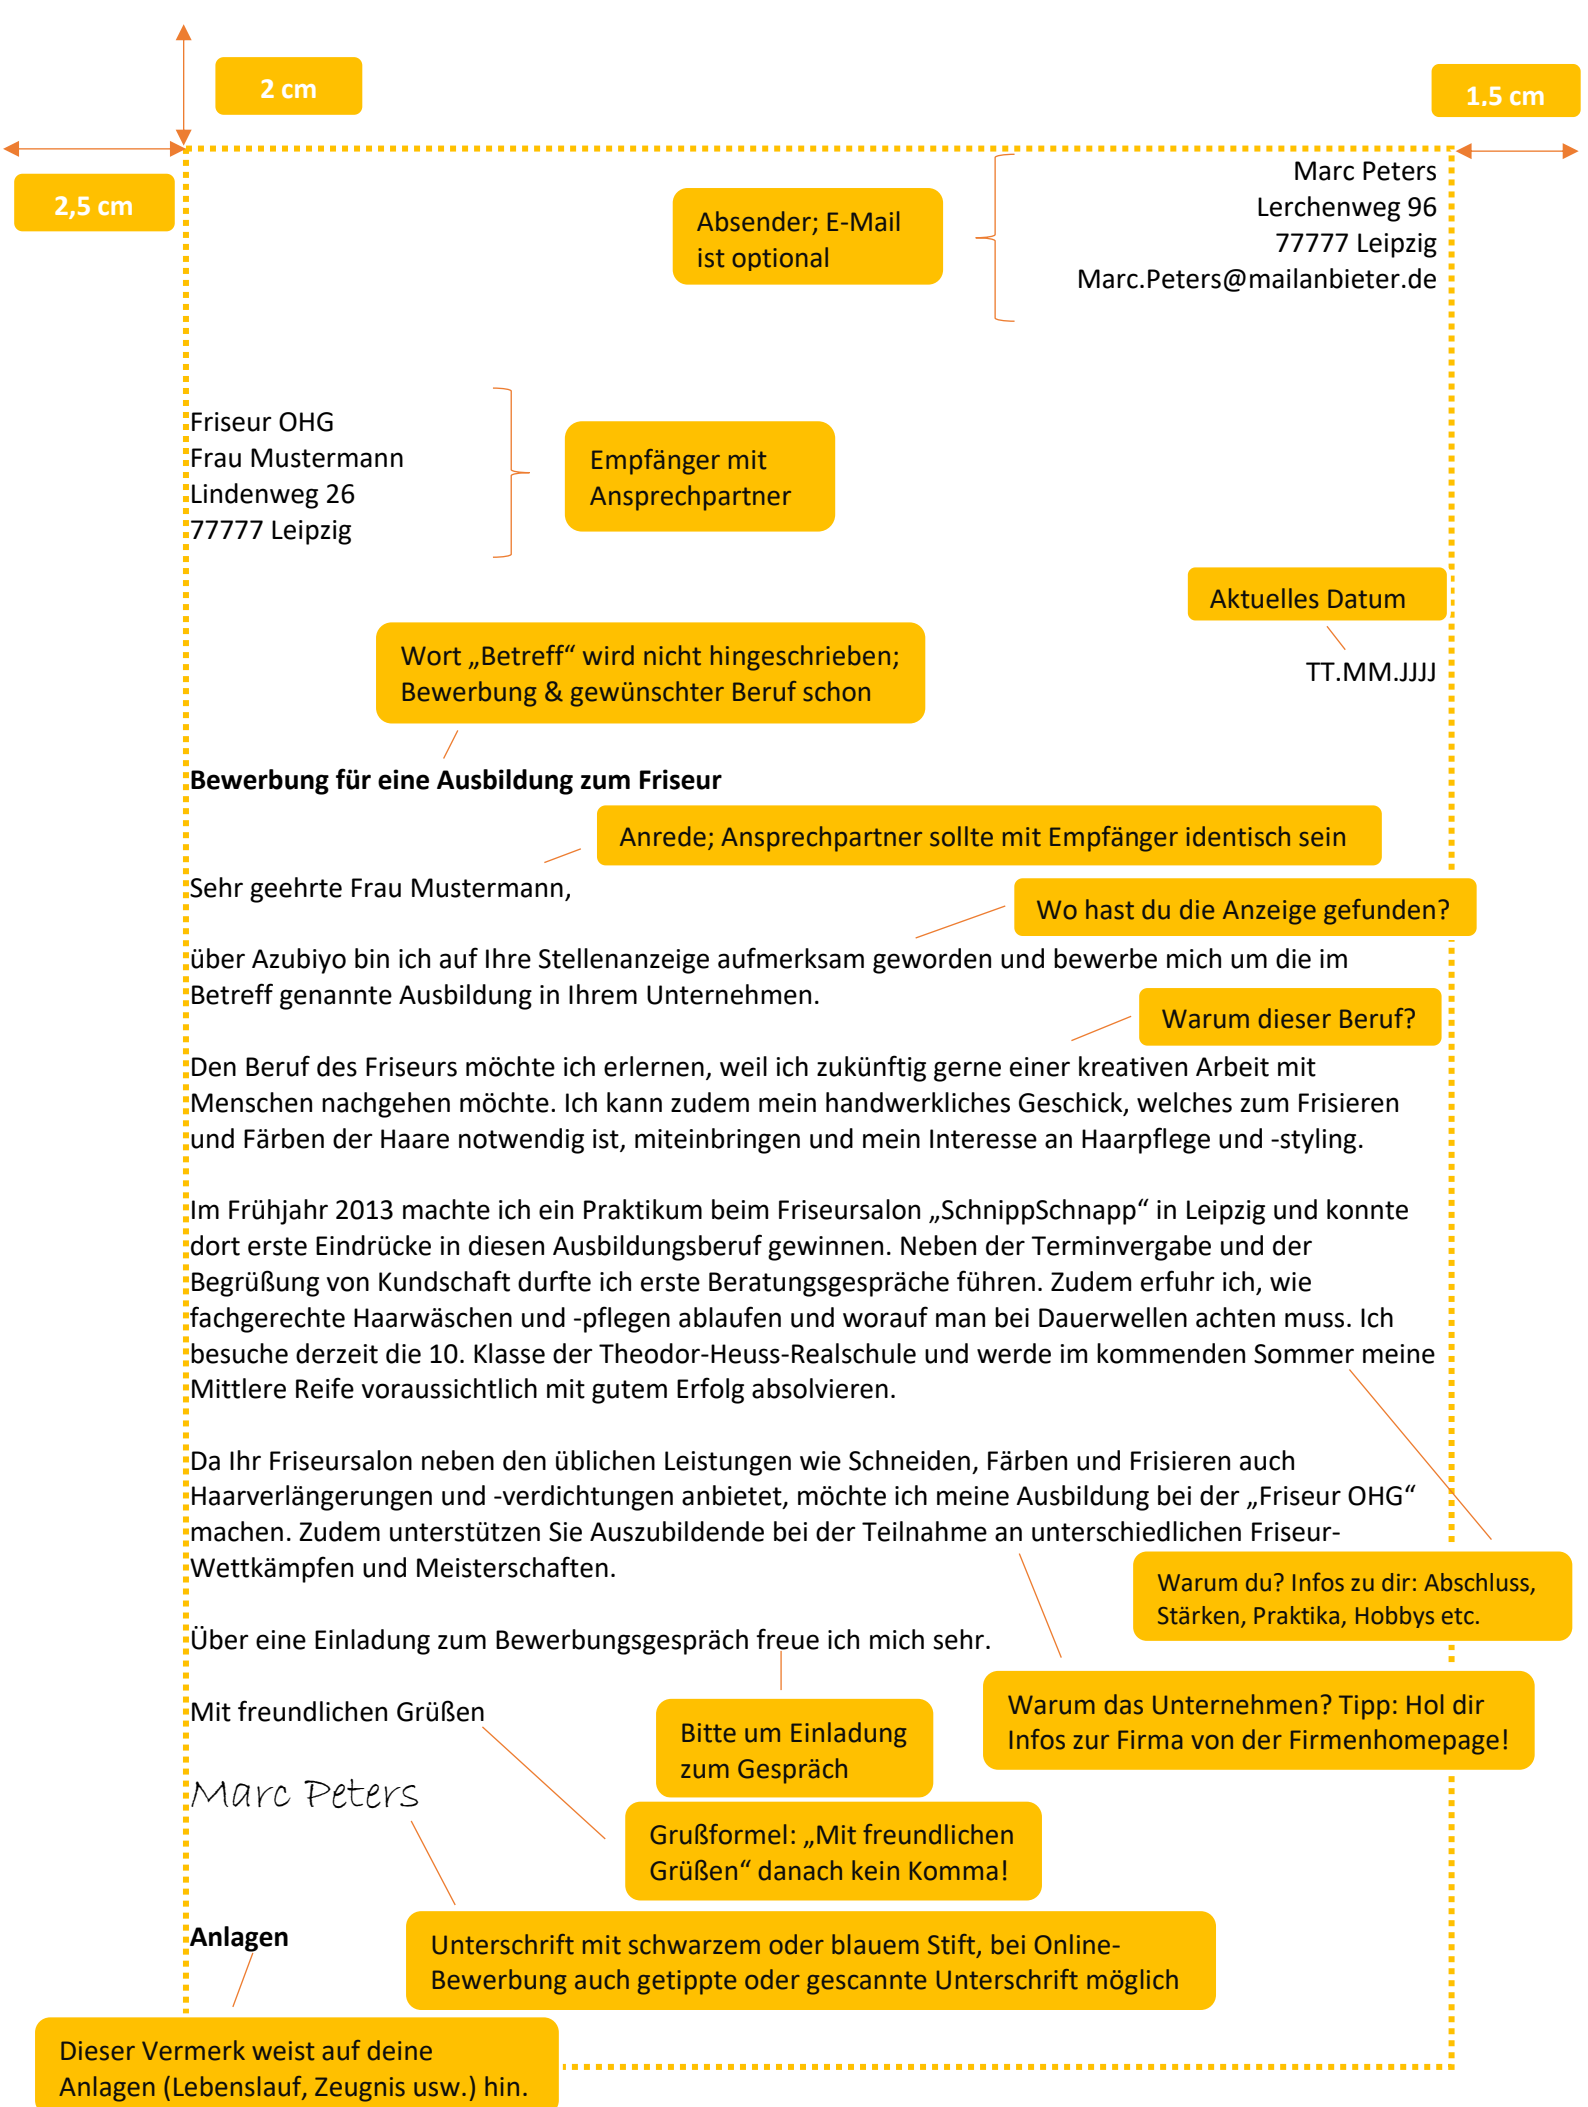 2 cm
1,5 cm
2,5 cm
Marc Peters
Lerchenweg 96
77777 Leipzig
Marc.Peters@mailanbieter.de
Absender; E-Mail
ist optional
Friseur OHG
Frau Mustermann
Lindenweg 26
77777 Leipzig
Empfänger mit
Ansprechpartner
Aktuelles Datum
TT.MM.JJJJ
Wort „Betreff“ wird nicht hingeschrieben;
Bewerbung & gewünschter Beruf schon
Bewerbung für eine Ausbildung zum Friseur
Anrede; Ansprechpartner sollte mit Empfänger identisch sein
Sehr geehrte Frau Mustermann,
Wo hast du die Anzeige gefunden?
über Azubiyo bin ich auf Ihre Stellenanzeige aufmerksam geworden und bewerbe mich um die im
Betreff genannte Ausbildung in Ihrem Unternehmen.
Warum dieser Beruf?
Den Beruf des Friseurs möchte ich erlernen, weil ich zukünftig gerne einer kreativen Arbeit mit
Menschen nachgehen möchte. Ich kann zudem mein handwerkliches Geschick, welches zum Frisieren
und Färben der Haare notwendig ist, miteinbringen und mein Interesse an Haarpflege und -styling.
Im Frühjahr 2013 machte ich ein Praktikum beim Friseursalon „SchnippSchnapp“ in Leipzig und konnte
dort erste Eindrücke in diesen Ausbildungsberuf gewinnen. Neben der Terminvergabe und der
Begrüßung von Kundschaft durfte ich erste Beratungsgespräche führen. Zudem erfuhr ich, wie
fachgerechte Haarwäschen und -pflegen ablaufen und worauf man bei Dauerwellen achten muss. Ich
besuche derzeit die 10. Klasse der Theodor-Heuss-Realschule und werde im kommenden Sommer meine
Mittlere Reife voraussichtlich mit gutem Erfolg absolvieren.
Da Ihr Friseursalon neben den üblichen Leistungen wie Schneiden, Färben und Frisieren auch
Haarverlängerungen und -verdichtungen anbietet, möchte ich meine Ausbildung bei der „Friseur OHG“
machen. Zudem unterstützen Sie Auszubildende bei der Teilnahme an unterschiedlichen Friseur-
Wettkämpfen und Meisterschaften.
Warum du? Infos zu dir: Abschluss,
Stärken, Praktika, Hobbys etc.
Über eine Einladung zum Bewerbungsgespräch freue ich mich sehr.
Warum das Unternehmen? Tipp: Hol dir
Infos zur Firma von der Firmenhomepage!
Mit freundlichen Grüßen
Bitte um Einladung
zum Gespräch
Marc Peters
Grußformel: „Mit freundlichen
Grüßen“ danach kein Komma!
Anlagen
Unterschrift mit schwarzem oder blauem Stift, bei Online-
Bewerbung auch getippte oder gescannte Unterschrift möglich
Dieser Vermerk weist auf deine
Anlagen (Lebenslauf, Zeugnis usw.) hin.